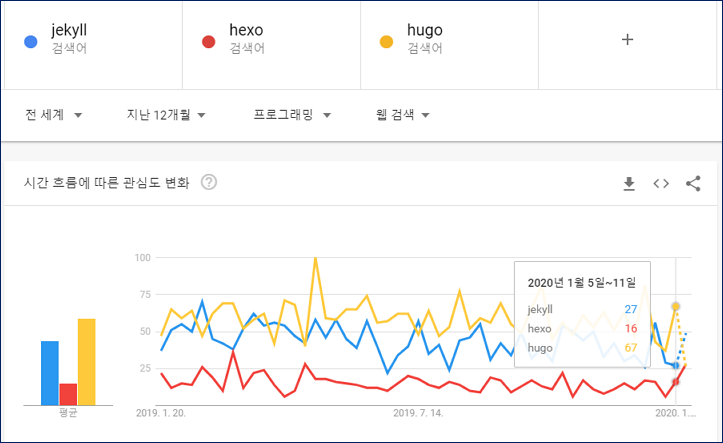 jekyll
검색어
hexo
검색어
hugo
검색어
+
전 세계
지난 12개월
프로그래밍
웹 검색
시간 흐름에 따른 관심도 변화
?
<>
100
75
50
25
2020년 1월 5일~11일
jekyll 27
hexo 16
hugo 67
평균
2019. 1. 20.
2019. 7. 14.
2020. 1....